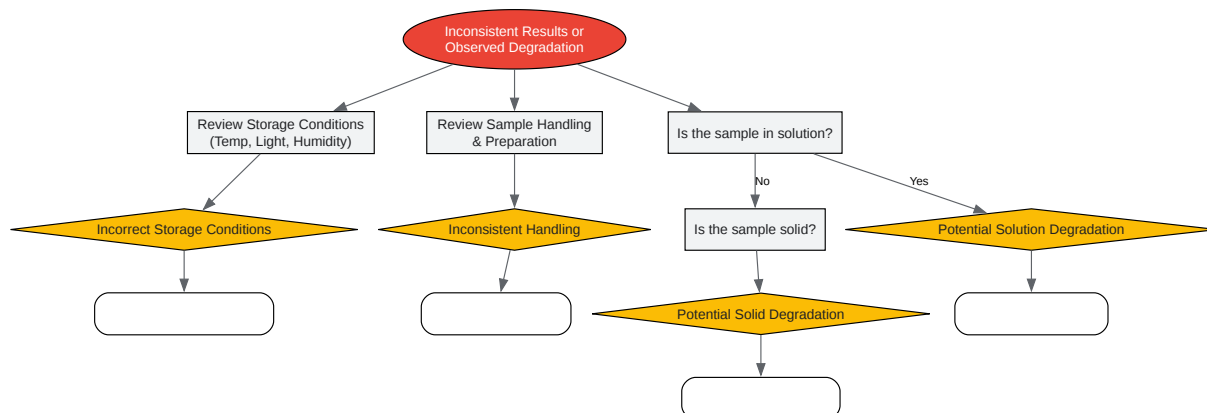 Inconsistent Results or
Observed Degradation
Review Storage Conditions
(Temp, Light, Humidity)
Review Sample Handling
& Preparation
Is the sample in solution?
No
Yes
Incorrect Storage Conditions
Inconsistent Handling
Is the sample solid?
Potential Solution Degradation
Potential Solid Degradation